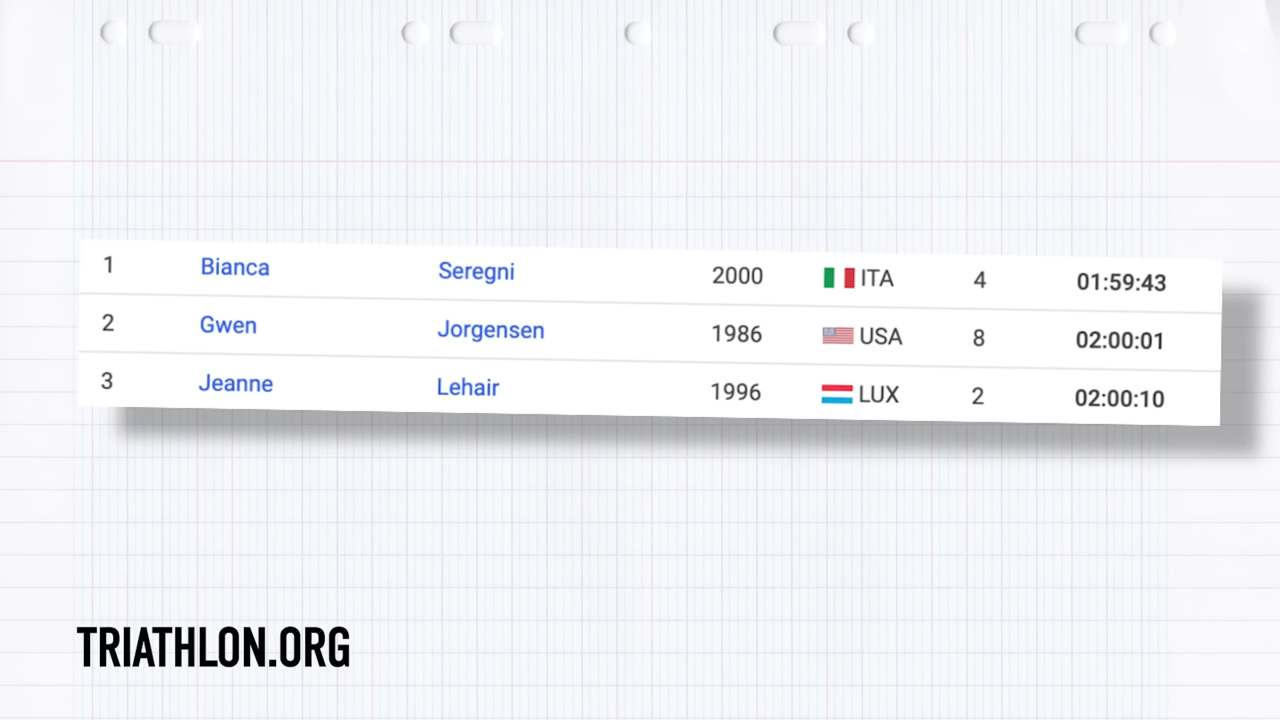 1 Bianca Seregni 2000 ITA 4 01:59:43
2 Gwen Jorgensen 1986 USA 8 02:00:01
3 Jeanne Lehair 1996 LUX 2 02:00:10
TRIATHLON.ORG